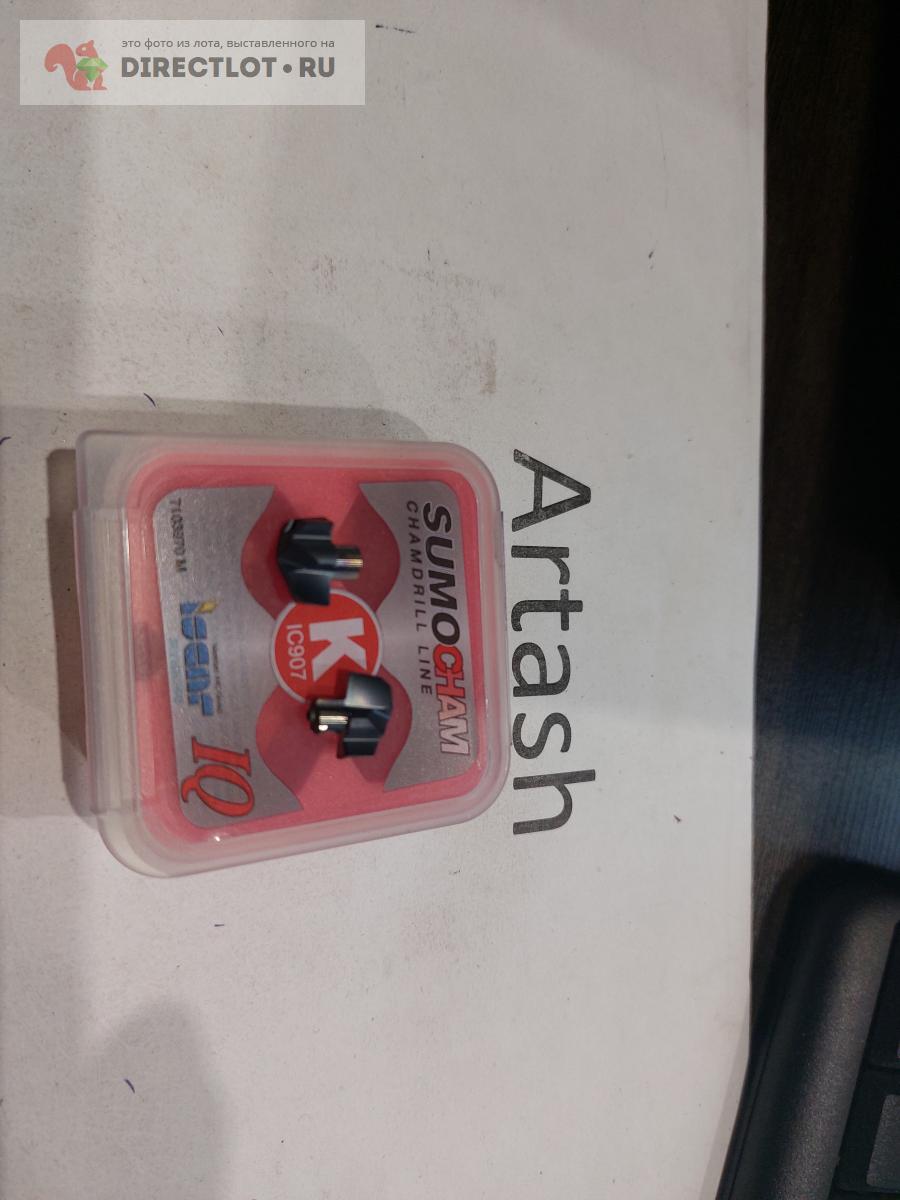 это фото из лота, выставленного на
DIRECTLOT.RU
Artash
SUMOCHAM
CHAMDRILL LINE
K
IC907
iscar
IQ